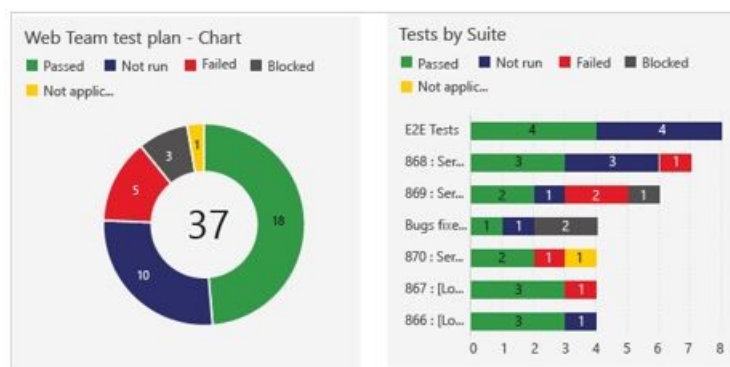 Web Team test plan - Chart
Passed Not run Failed Blocked
Not applic...
1
3
5
37
18
10
Tests by Suite
Passed Not run Failed Blocked
Not applic...
E2E Tests 4 4
868 : Ser... 3 3 1
869 : Ser... 2 1 2 1
Bugs fixe... 1 1 2
870 : Ser... 2 1 1
867 : [Lo... 3 1
866 : [Lo... 3 1
0 1 2 3 4 5 6 7 8